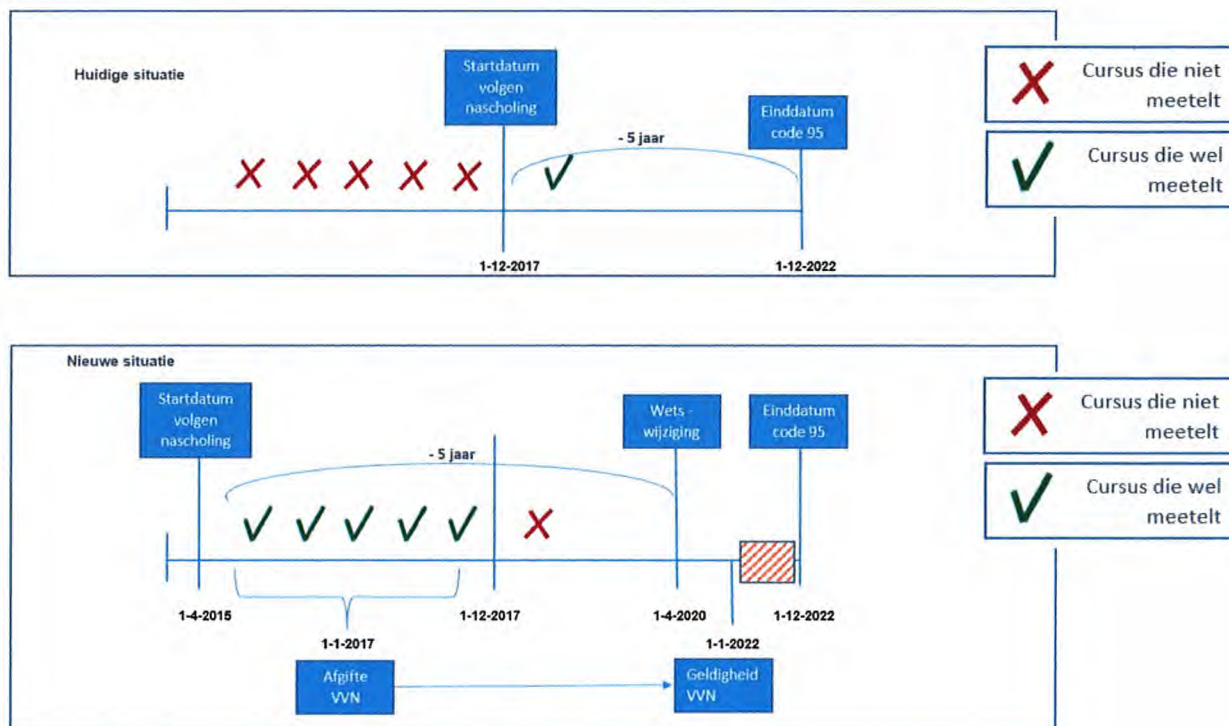 Huidige situatie
Startdatum
volgen
nascholing
Einddatum
code 95
- 5 jaar
1-12-2017
1-12-2022
Cursus die niet
meetelt
Cursus die wel
meetelt
Nieuwe situatie
Startdatum
volgen
nascholing
Wets -
wijziging
Einddatum
code 95
- 5 jaar
1-4-2015
1-12-2017
1-4-2020
1-12-2022
1-1-2017
1-1-2022
Afgifte
VVN
Geldigheid
VVN
Cursus die niet
meetelt
Cursus die wel
meetelt